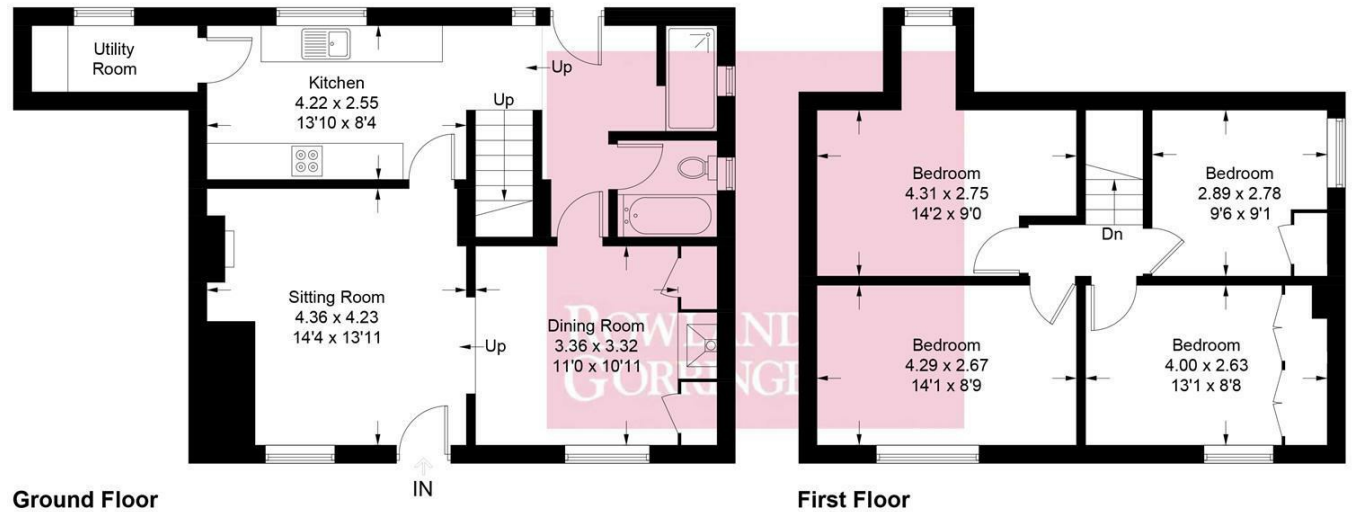 Utility
Room
Kitchen
4.22 x 2.55
13'10 x 8'4
Up
Up
Sitting Room
4.36 x 4.23
14'4 x 13'11
Up
Dining Room
3.36 x 3.32
11'0 x 10'11
ROWLAND
GORRINGE
IN
Ground Floor
Bedroom
4.31 x 2.75
14'2 x 9'0
Bedroom
2.89 x 2.78
9'6 x 9'1
Dn
Bedroom
4.29 x 2.67
14'1 x 8'9
Bedroom
4.00 x 2.63
13'1 x 8'8
First Floor